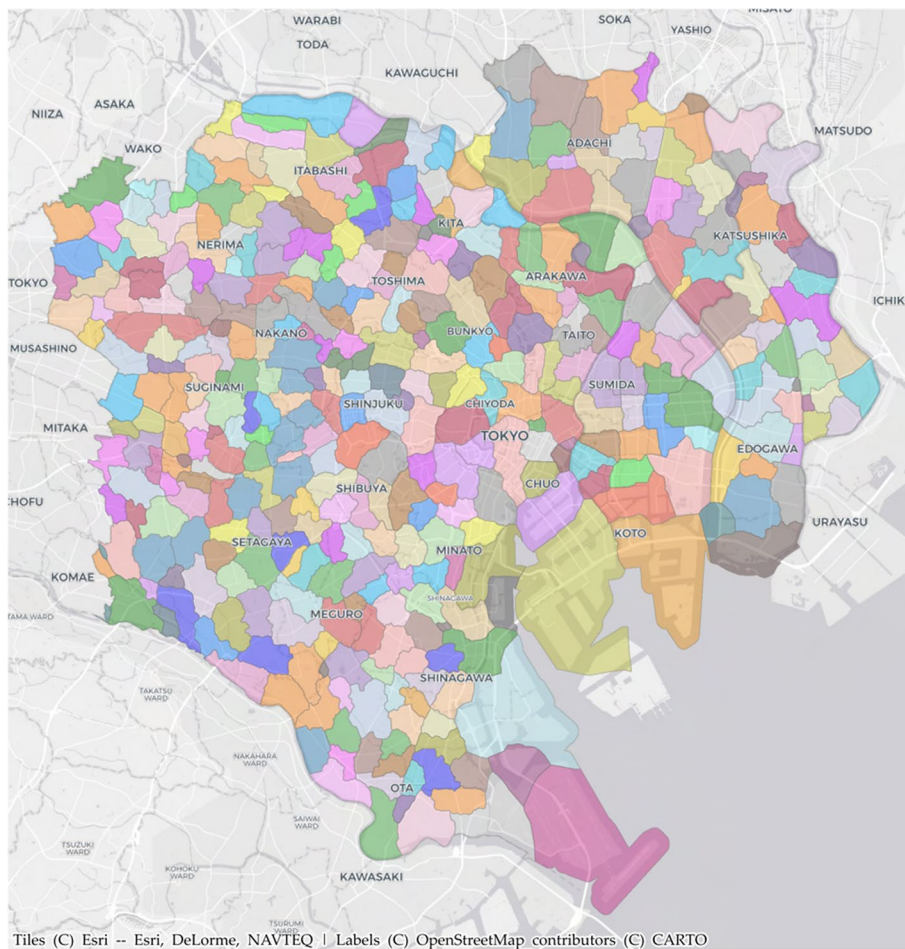 MISATO
WARABI
SOKA
YASHIO
TODA
KAWAGUCHI
ASAKA
NIIZA
MATSUDO
WAKO
ADACHI
ITABASHI
KITA
KATSUSHIKA
NERIMA
ARAKAWA
TOKYO
TOSHIMA
ICHIK
NAKANO
BUNKYO
TAITO
MUSASHINO
SUGINAMI
SUMIDA
SHINJUKU
CHIYODA
MITAKA
TOKYO
EDOGAWA
SHIBUYA
CHUO
CHOFU
URAYASU
KOTO
SETAGAYA
MINATO
KOMAE
SHINAGAWA
MEGURO
TAMA WARD
SHINAGAWA
TAKATSU
WARD
NAKAHARA
WARD
OTA
SAIWAI
WARD
TSUZUKI
WARD
KOHOKU
WARD
KAWASAKI
TSURUMI
WARD
Tiles (C) Esri -- Esri, DeLorme, NAVTEQ | Labels (C) OpenStreetMap contributors (C) CARTO